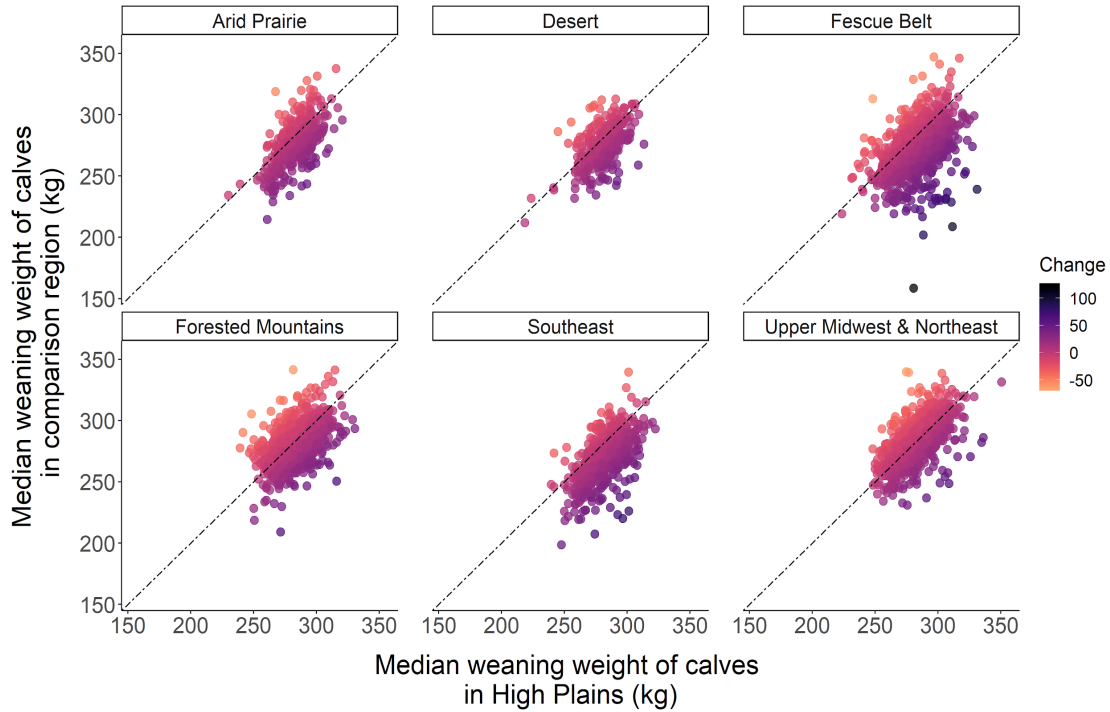 Arid Prairie
Desert
Fescue Belt
350
300
250
200
150
Forested Mountains
Southeast
Upper Midwest & Northeast
350
300
250
200
150
150 200 250 300 350
150 200 250 300 350
150 200 250 300 350
Median weaning weight of calves
in comparison region (kg)
Median weaning weight of calves
in High Plains (kg)
Change
100
50
0
-50